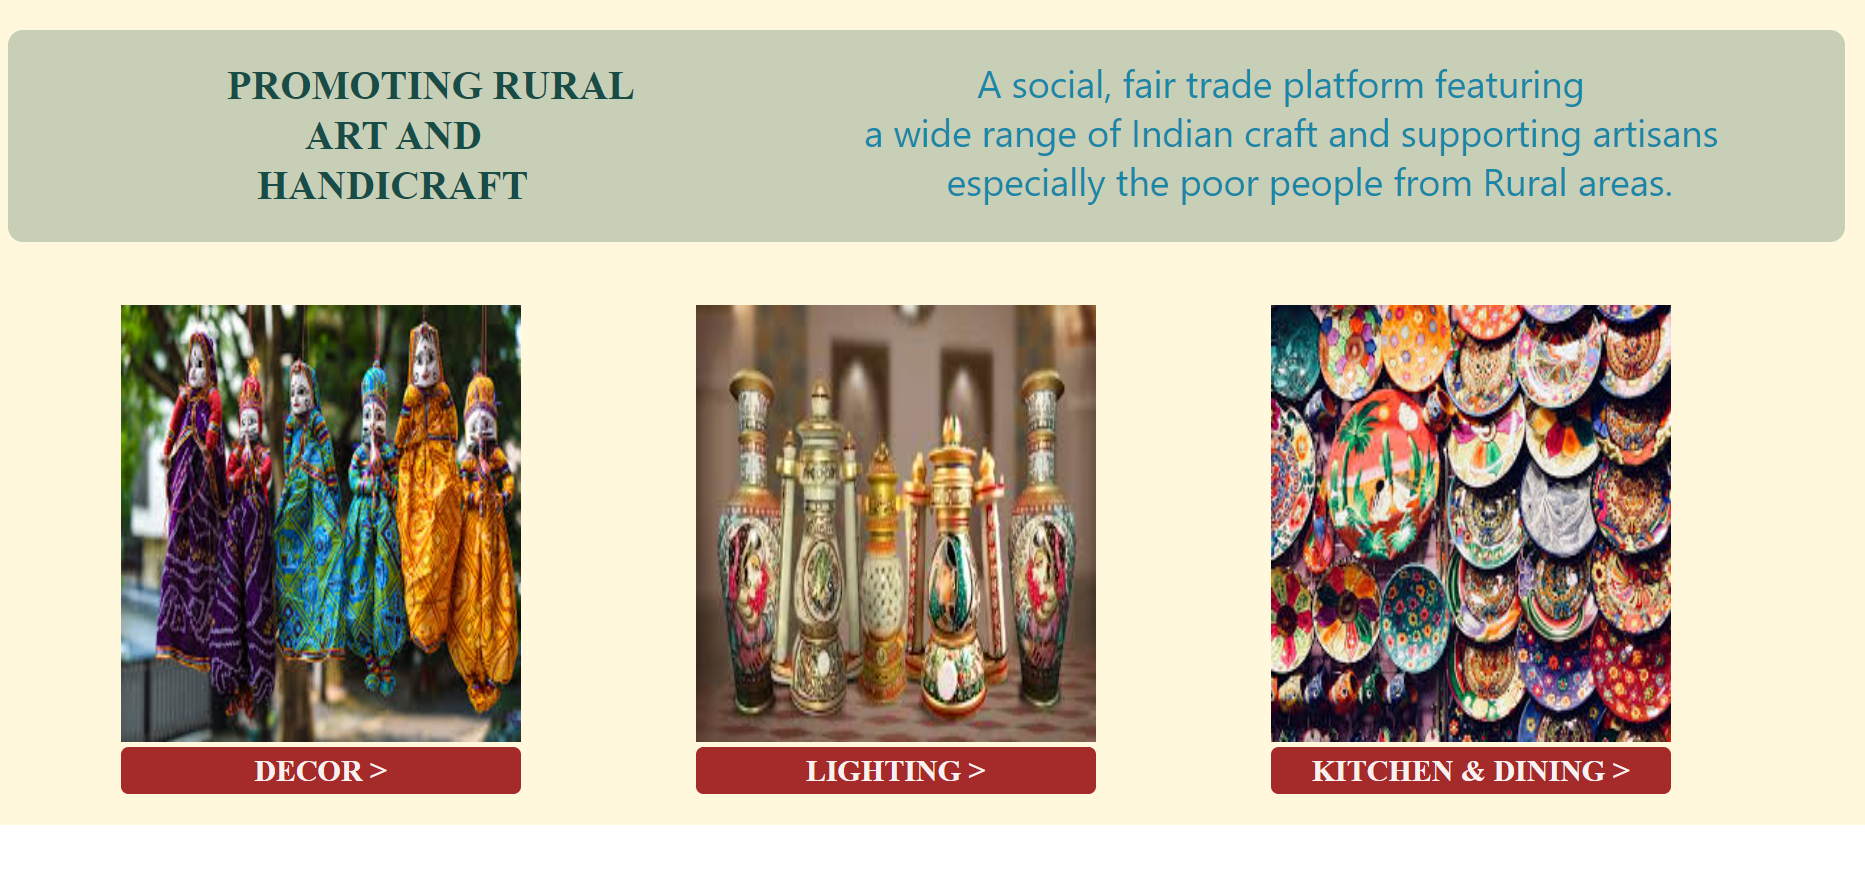 PROMOTING RURAL
ART AND
HANDICRAFT
A social, fair trade platform featuring
a wide range of Indian craft and supporting artisans
especially the poor people from Rural areas.
DECOR >
LIGHTING >
KITCHEN & DINING >